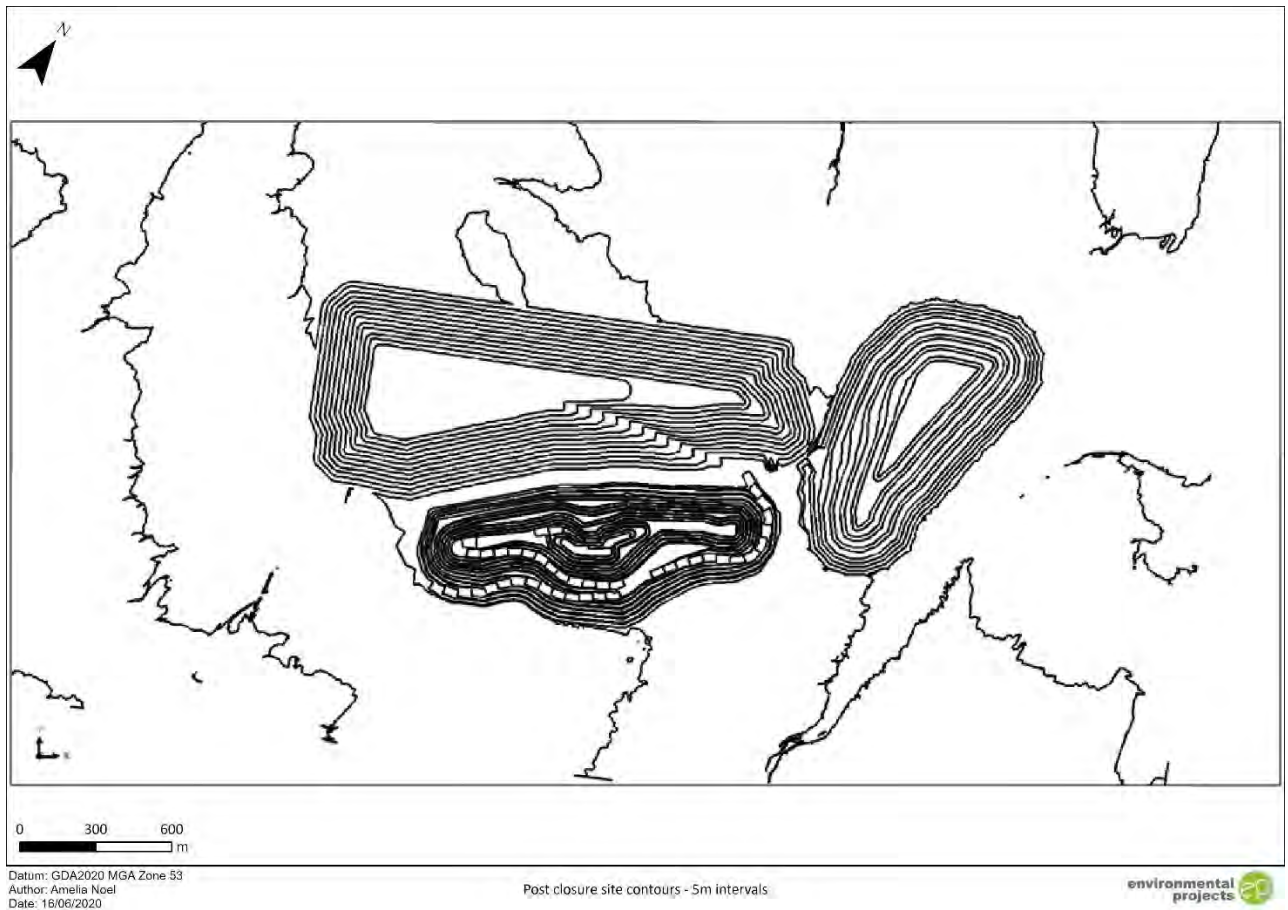 N
0 300 600
m
Datum: GDA2020 MGA Zone 53
Author: Amelia Noel
Date: 16/06/2020
Post closure site contours - 5m intervals
environmental
projects
ep